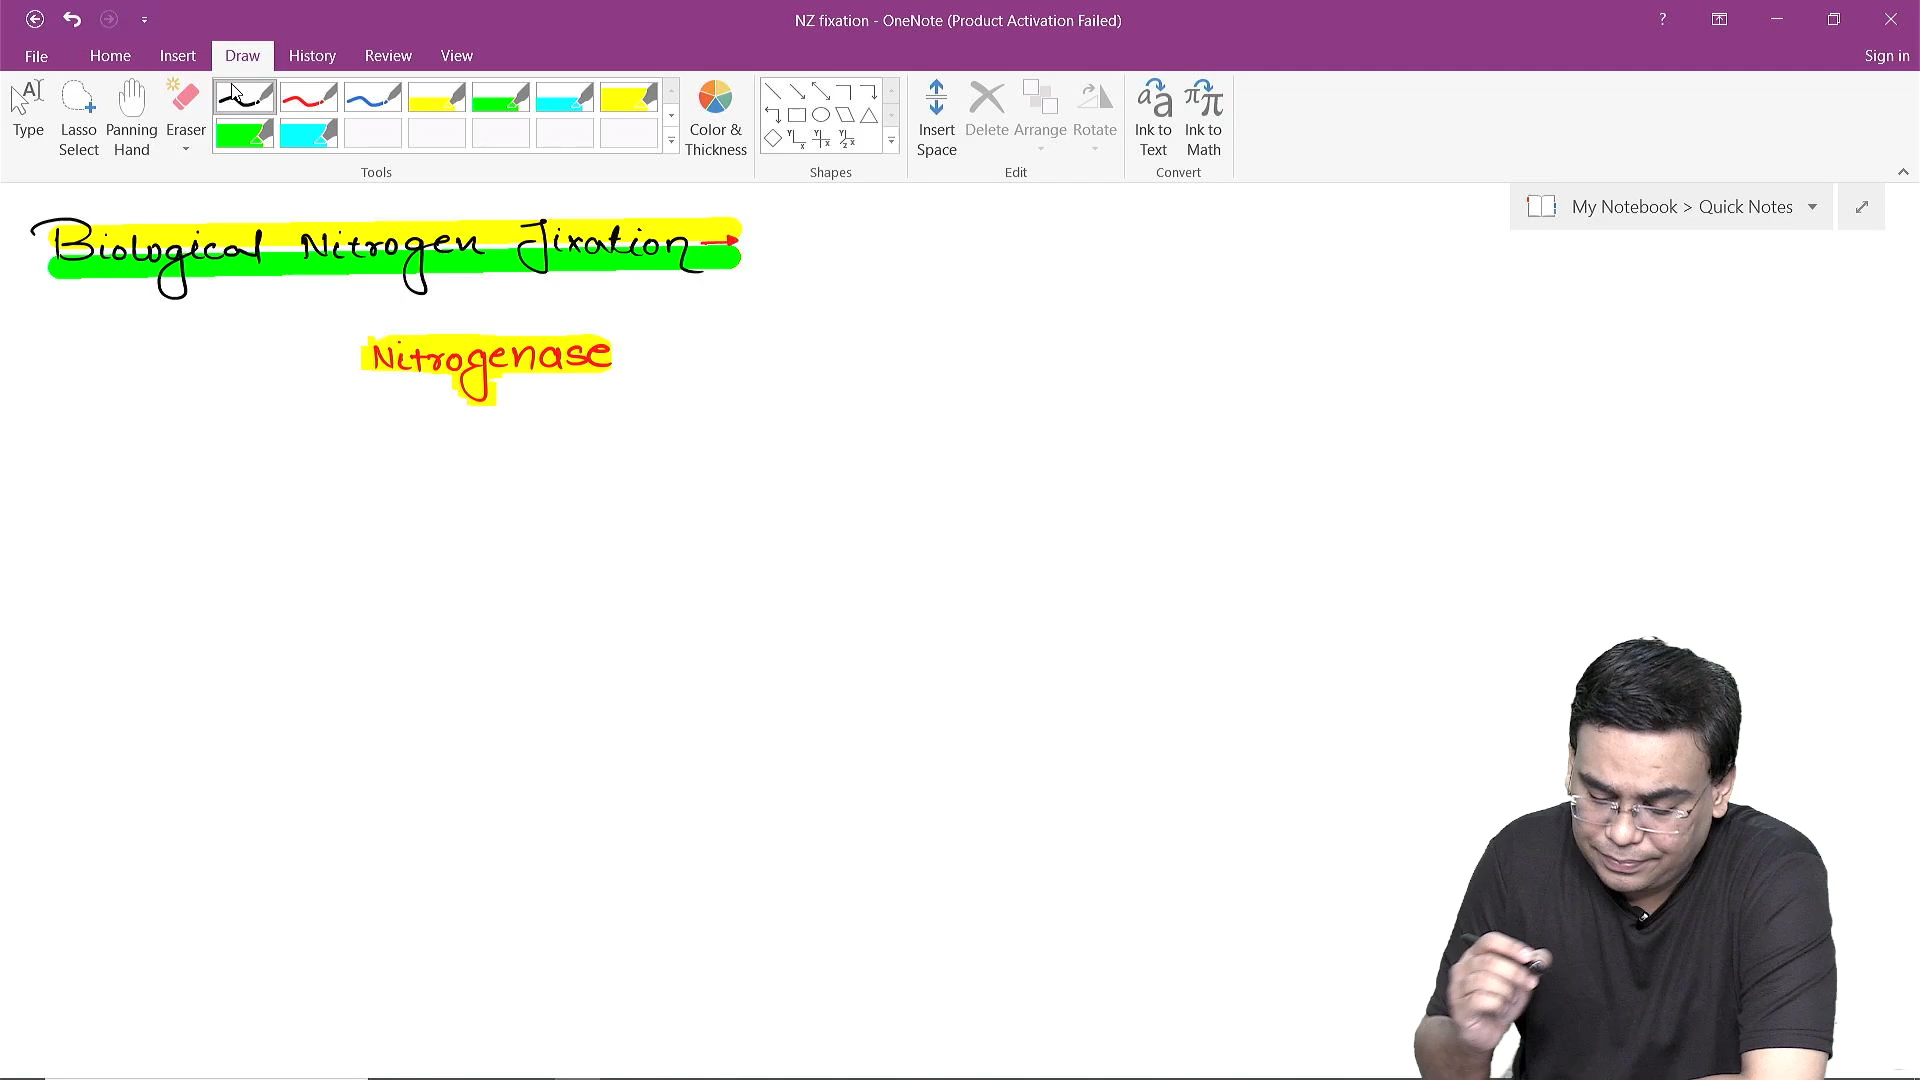 NZ fixation - OneNote (Product Activation Failed)
?
File Home Insert Draw History Review View Sign in
Type
Lasso Select
Panning Hand
Eraser
Color & Thickness
Insert Space
Delete
Arrange
Rotate
Ink to Text
Ink to Math
Tools Shapes Edit Convert
My Notebook > Quick Notes
Biological Nitrogen Fixation
Nitrogenase